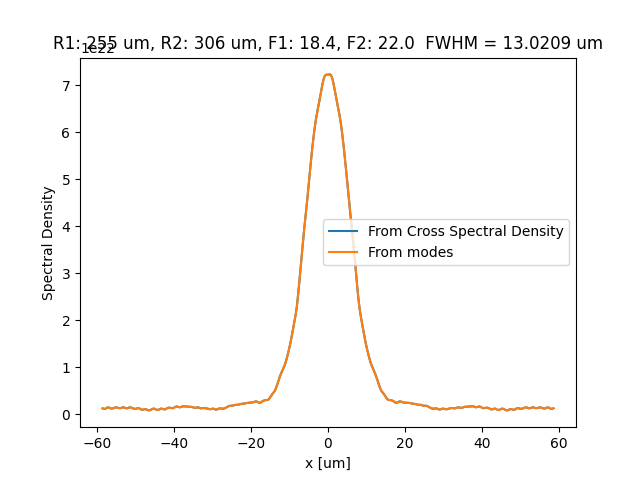 R1: 255 um, R2: 306 um, F1: 18.4, F2: 22.0  FWHM = 13.0209 um
1e22
7
6
5
4
3
2
1
0
Spectral Density
From Cross Spectral Density
From modes
−60 −40 −20 0 20 40 60
x [um]